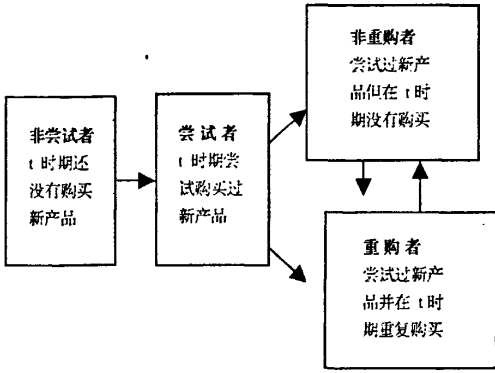 非尝试者
t 时期还
没有购买
新产品
尝试者
t 时期尝
试购买过
新产品
非重购者
尝试过新产
品但在 t 时
期没有购买
重购者
尝试过新产
品并在 t 时
期重复购买